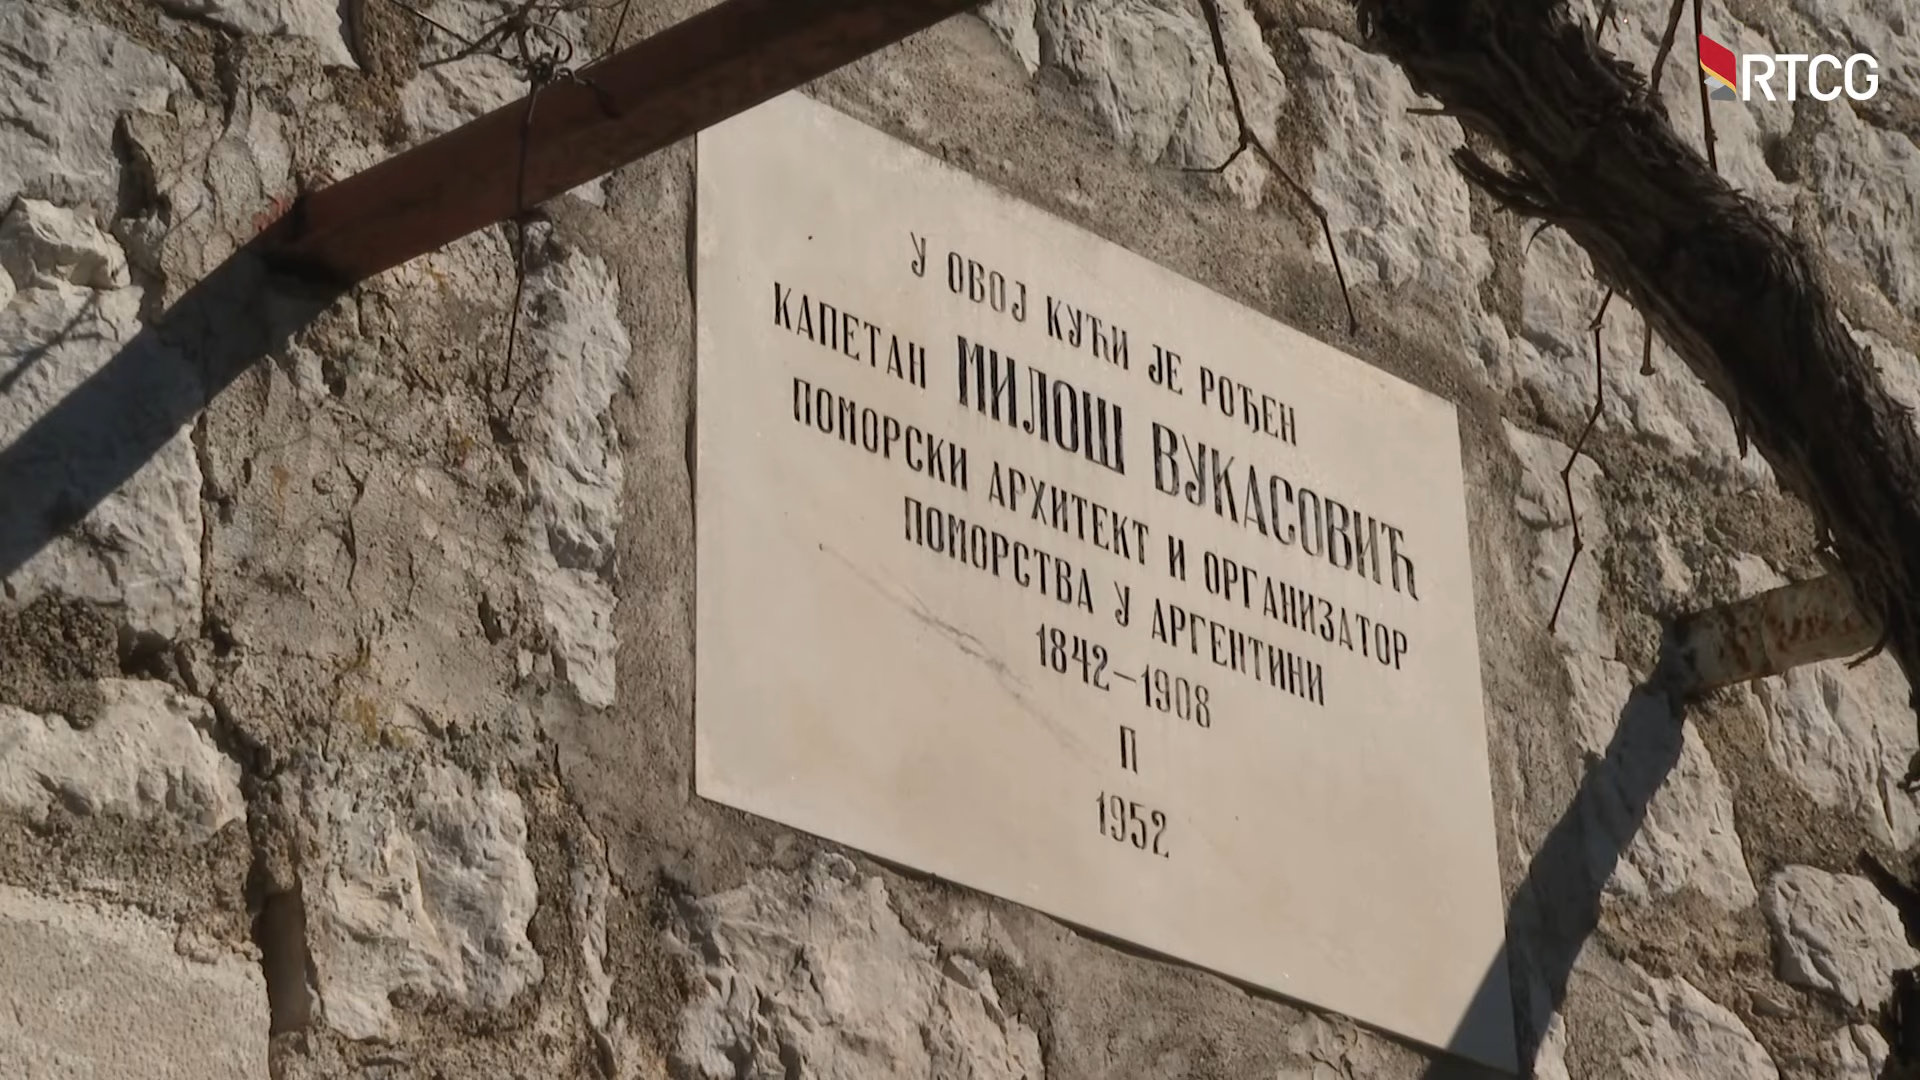 RTCG
У ОВОЈ КУЋИ ЈЕ РОЂЕН
КАПЕТАН МИЛОШ ВУКАСОВИЋ
ПОМОРСКИ АРХИТЕКТ И ОРГАНИЗАТОР
ПОМОРСТВА У АРГЕНТИНИ
1842–1908
П
1952